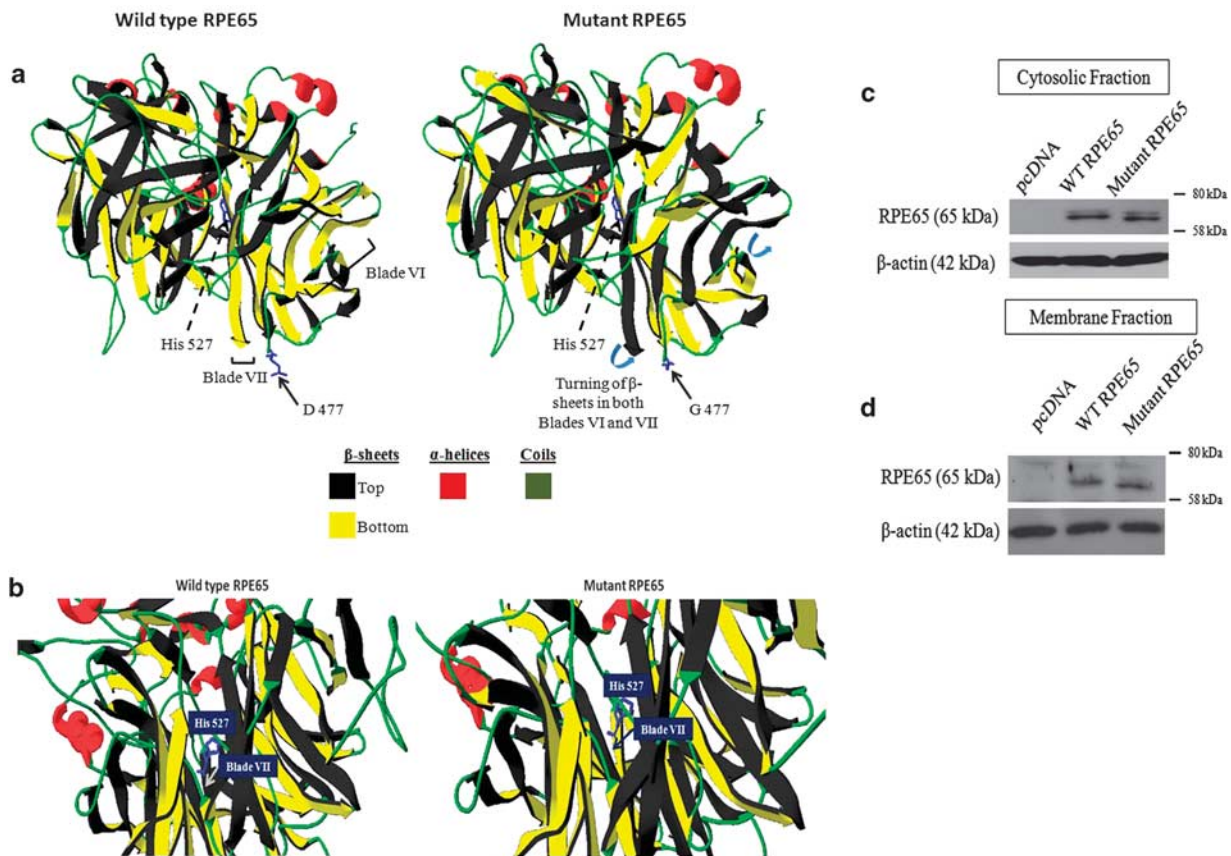 Wild type RPE65
Mutant RPE65
a
Blade VI
His 527
Blade VII
D 477
His 527
Turning of β-
sheets in both
Blades VI and VII
G 477
β-sheets
α-helices
Coils
Top
Bottom
b
Wild type RPE65
Mutant RPE65
His 527
Blade VII
His 527
Blade VII
c
Cytosolic Fraction
pcDNA
WT RPE65
Mutant RPE65
RPE65 (65 kDa)
80 kDa
58 kDa
β-actin (42 kDa)
Membrane Fraction
d
pcDNA
WT RPE65
Mutant RPE65
RPE65 (65 kDa)
80 kDa
58 kDa
β-actin (42 kDa)